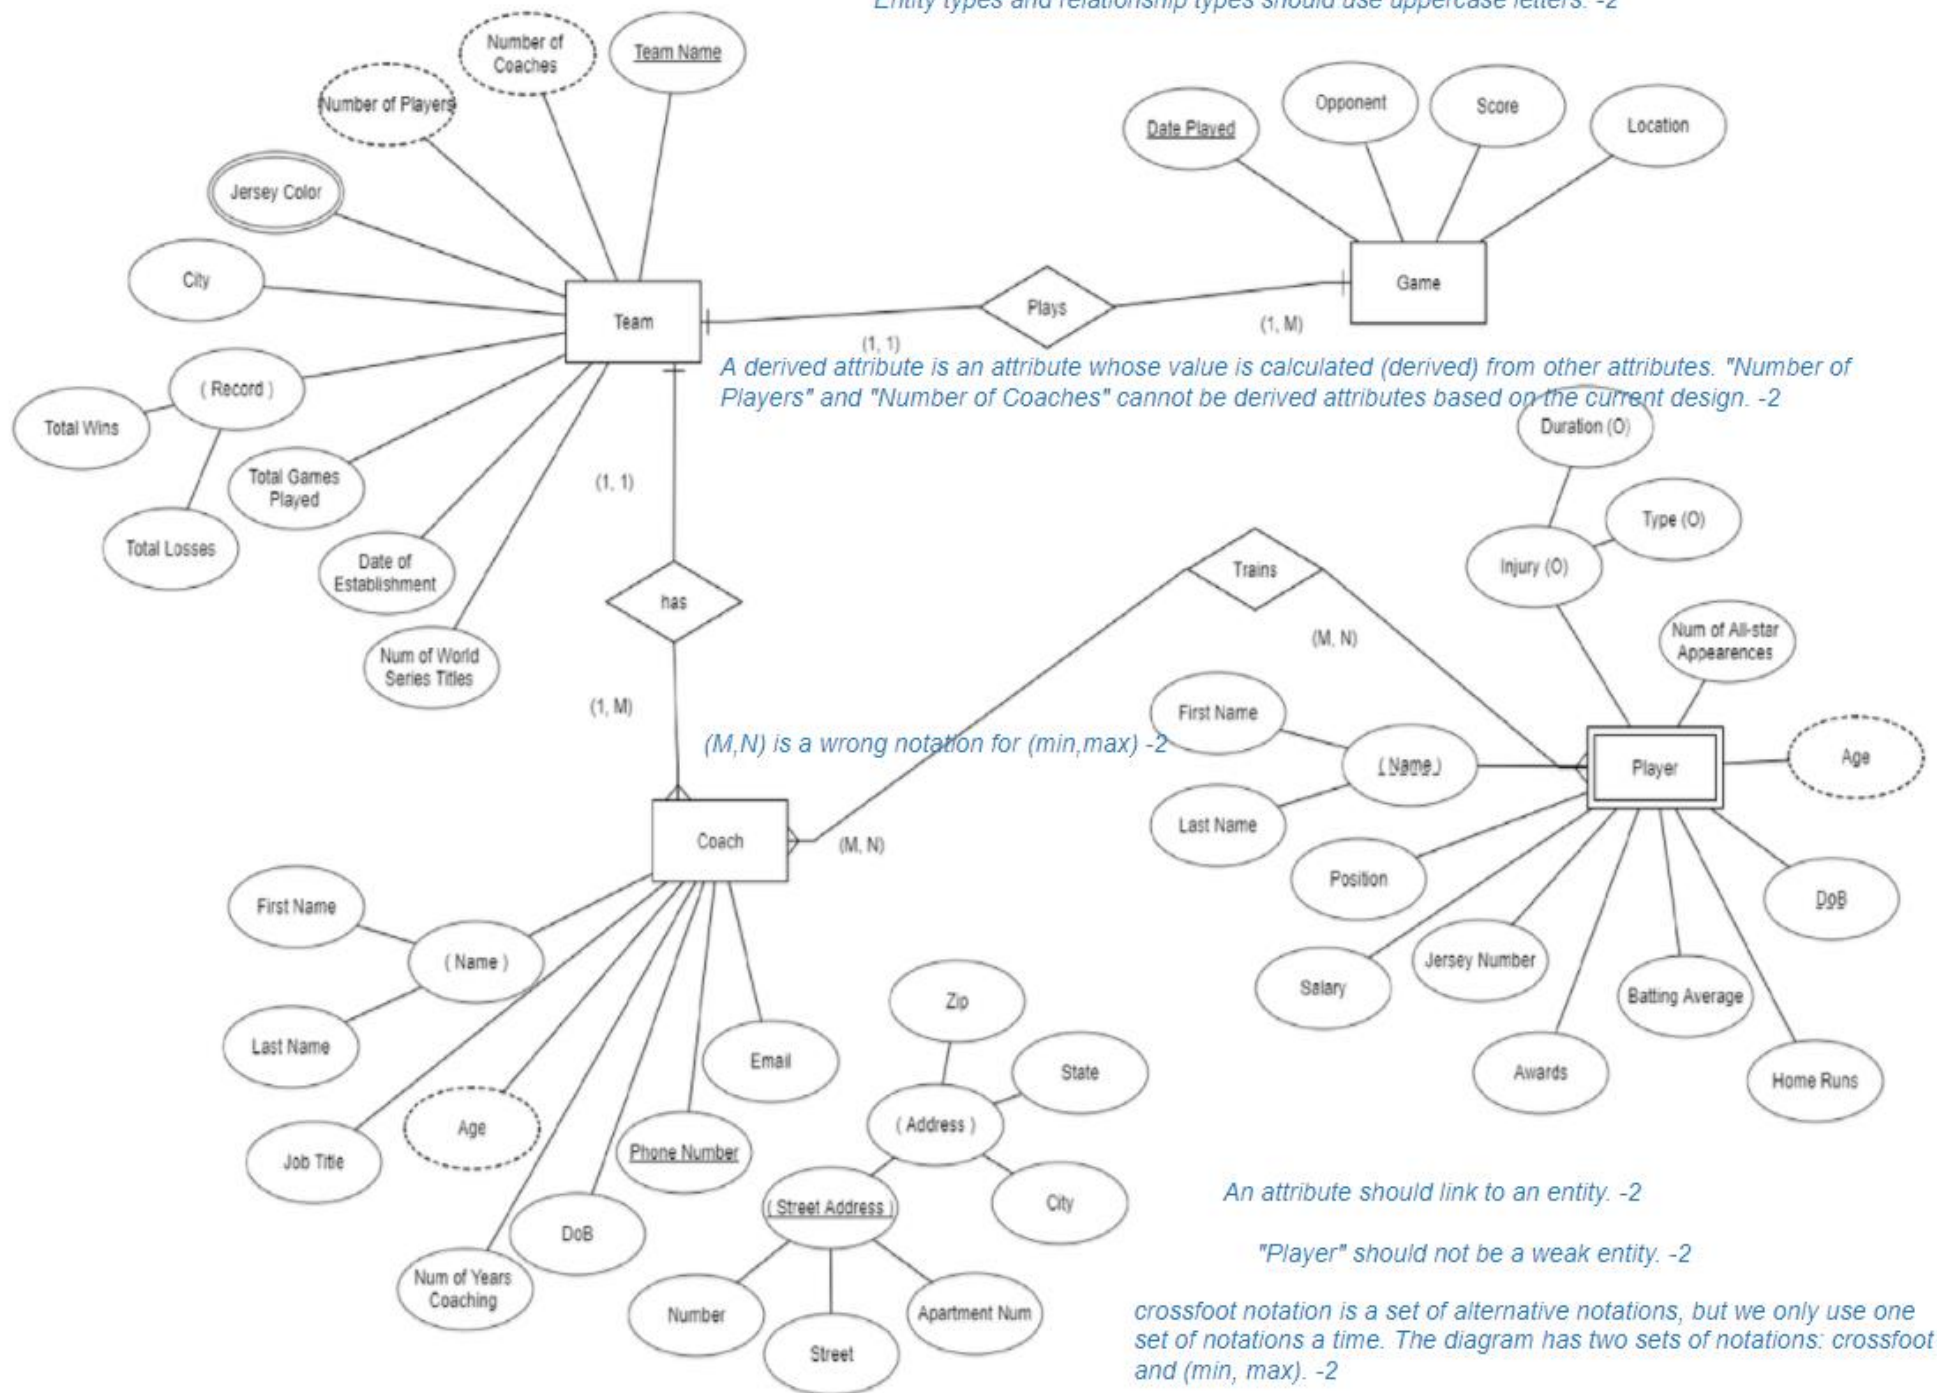 Entity types and relationship types should use uppercase letters. -2
Number of
Coaches
Team Name
Number of Players
Jersey Color
City
Team
( Record )
Total Wins
Total Games
Played
Total Losses
Date of
Establishment
Num of World
Series Titles
Date Played
Opponent
Score
Location
Game
Plays
(1, 1)
(1, M)
A derived attribute is an attribute whose value is calculated (derived) from other attributes. "Number of
Players" and "Number of Coaches" cannot be derived attributes based on the current design. -2
Duration (O)
Type (O)
Injury (O)
(1, 1)
has
(1, M)
Trains
(M, N)
Num of All-star
Appearences
(M,N) is a wrong notation for (min,max) -2
First Name
( Name )
Last Name
Player
Age
Position
DoB
Salary
Jersey Number
Batting Average
Awards
Home Runs
Coach
(M, N)
First Name
( Name )
Last Name
Job Title
Age
Num of Years
Coaching
DoB
Phone Number
Email
Zip
State
( Address )
City
( Street Address )
Number
Street
Apartment Num
An attribute should link to an entity. -2
"Player" should not be a weak entity. -2
crossfoot notation is a set of alternative notations, but we only use one
set of notations a time. The diagram has two sets of notations: crossfoot
and (min, max). -2